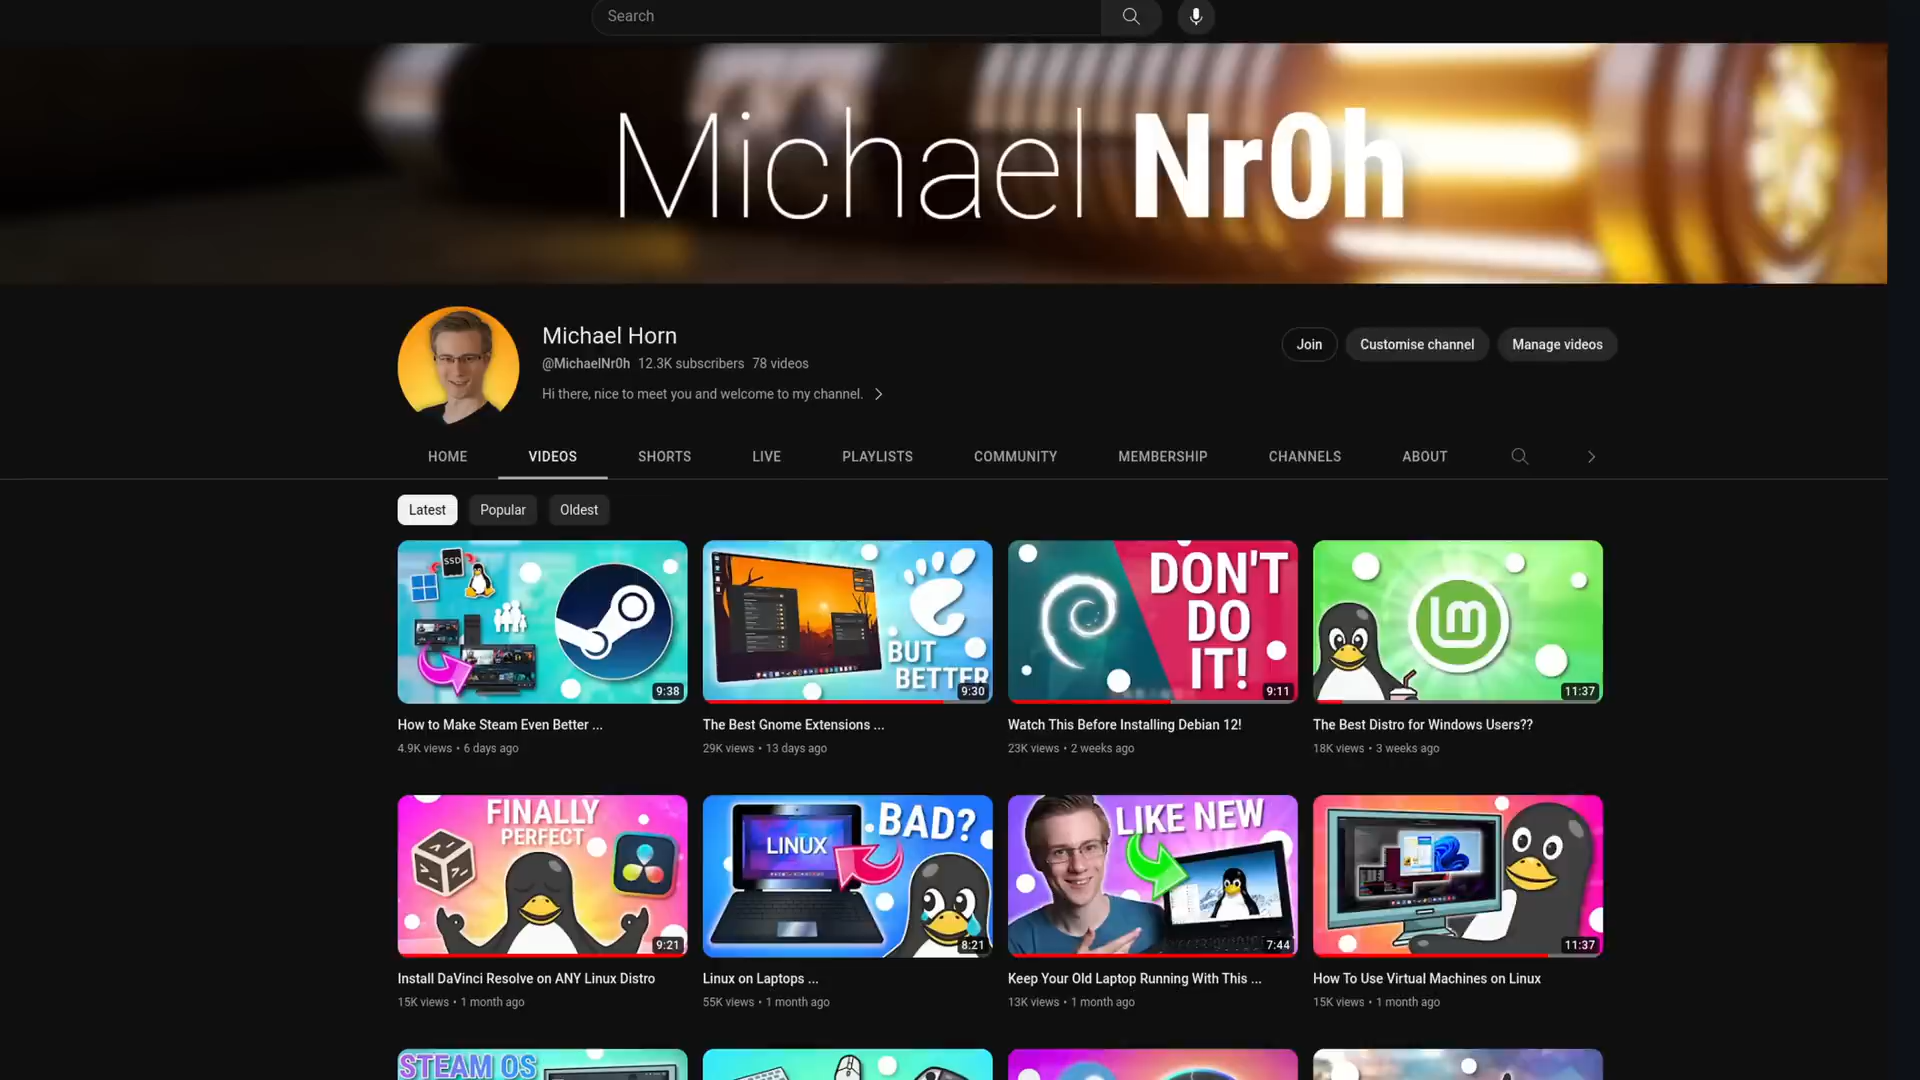 Search
Michael Nr0h
Michael Horn
@MichaelNr0h 12.3K subscribers 78 videos
Hi there, nice to meet you and welcome to my channel.
Join
Customise channel
Manage videos
HOME
VIDEOS
SHORTS
LIVE
PLAYLISTS
COMMUNITY
MEMBERSHIP
CHANNELS
ABOUT
Latest
Popular
Oldest
SSD
9:38
BUT
BETTER
9:30
DON'T
DO
IT!
9:11
lm
11:37
How to Make Steam Even Better ...
4.9K views • 6 days ago
The Best Gnome Extensions ...
29K views • 13 days ago
Watch This Before Installing Debian 12!
23K views • 2 weeks ago
The Best Distro for Windows Users??
18K views • 3 weeks ago
FINALLY
PERFECT
9:21
LINUX
BAD?
8:21
LIKE NEW
7:44
11:37
Install DaVinci Resolve on ANY Linux Distro
15K views • 1 month ago
Linux on Laptops ...
55K views • 1 month ago
Keep Your Old Laptop Running With This ...
13K views • 1 month ago
How To Use Virtual Machines on Linux
15K views • 1 month ago
STEAM OS